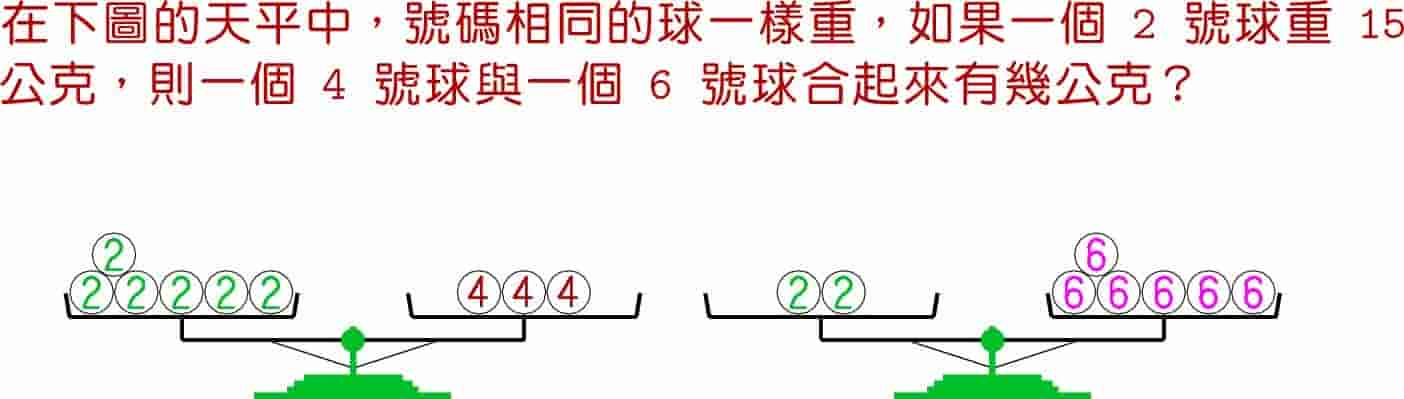 在下圖的天平中，號碼相同的球一樣重，如果一個 2 號球重 15
公克，則一個 4 號球與一個 6 號球合起來有幾公克？
2 6
2 2 2 2 2 4 4 4 2 2 6 6 6 6 6